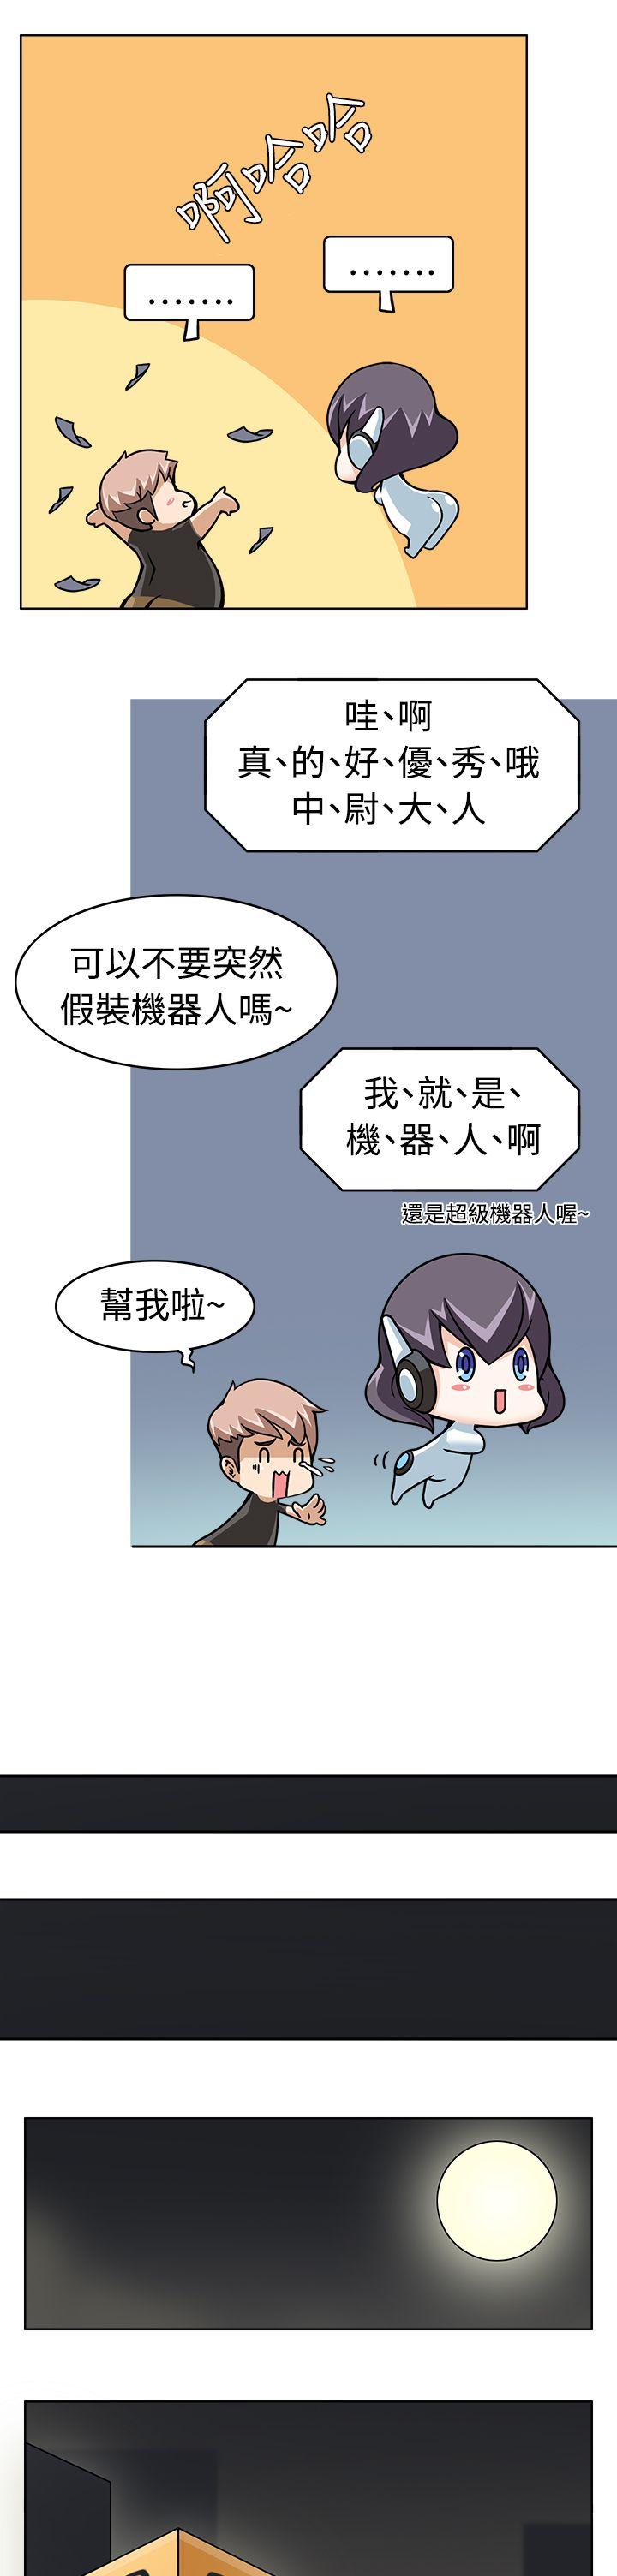 啊哈哈
.......
.......
哇、啊
真、的、好、優、秀、哦
中、尉、大、人
可以不要突然
假裝機器人嗎~
我、就、是、
機、器、人、啊
還是超級機器人喔~
幫我啦~